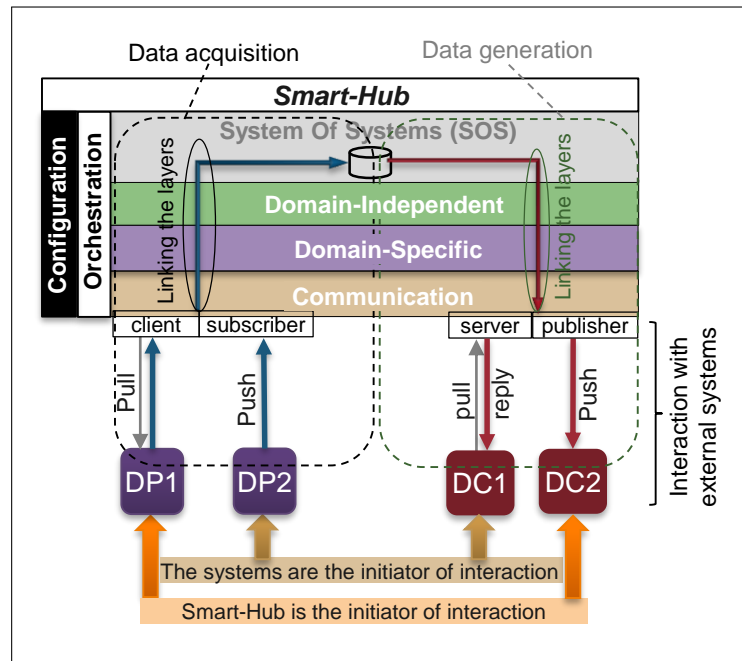 Data acquisition
Data generation
Smart-Hub
Configuration
Orchestration
System Of Systems (SOS)
Linking the layers
Linking the layers
Domain-Independent
Domain-Specific
Communication
client
subscriber
server
publisher
Pull
Push
pull
reply
Push
Interaction with
external systems
DP1
DP2
DC1
DC2
The systems are the initiator of interaction
Smart-Hub is the initiator of interaction